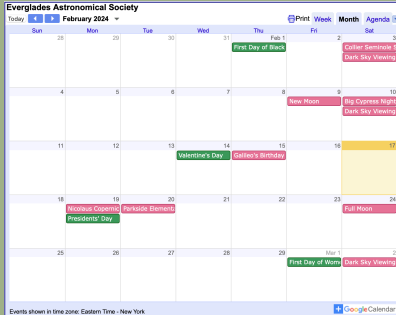 Everglades Astronomical Society
Today February 2024 Print Week Month Agenda
Sun Mon Tue Wed Thu Fri Sat
28 29 30 31 Feb 1 2 3
First Day of Black Collier Seminole
Dark Sky Viewing
4 5 6 7 8 9 10
New Moon Big Cypress Night
Dark Sky Viewing
11 12 13 14 15 16 17
Valentine's Day Galileo's Birthday
18 19 20 21 22 23 24
Nicolaus Copernic Parkside Elementa Full Moon
Presidents' Day
25 26 27 28 29 Mar 1 2
First Day of Wom Dark Sky Viewing
Events shown in time zone: Eastern Time - New York
+ Google Calendar